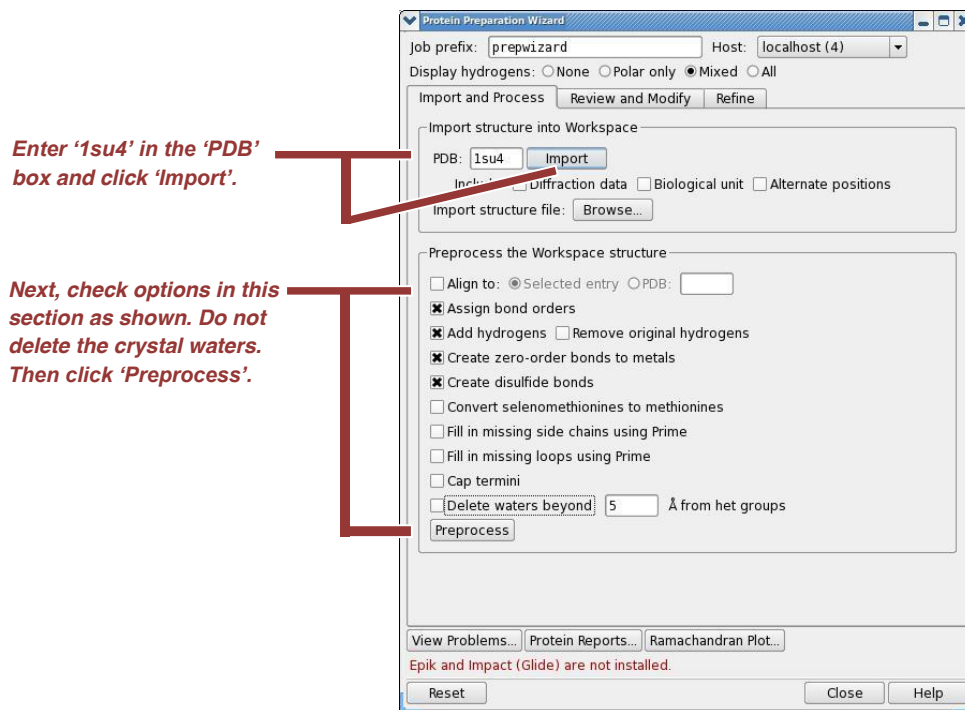 Protein Preparation Wizard
Job prefix: prepwizard Host: localhost (4)
Display hydrogens: None Polar only Mixed All
Import and Process Review and Modify Refine
Import structure into Workspace
Enter ‘1su4’ in the ‘PDB’
box and click ‘Import’.
PDB: 1su4 Import
Diffraction data Biological unit Alternate positions
Import structure file: Browse...
Preprocess the Workspace structure
Next, check options in this
section as shown. Do not
delete the crystal waters.
Then click ‘Preprocess’.
Align to: Selected entry PDB:
Assign bond orders
Add hydrogens Remove original hydrogens
Create zero-order bonds to metals
Create disulfide bonds
Convert selenomethionines to methionines
Fill in missing side chains using Prime
Fill in missing loops using Prime
Cap termini
Delete waters beyond 5 Å from het groups
Preprocess
View Problems... Protein Reports... Ramachandran Plot...
Epik and Impact (Glide) are not installed.
Reset Close Help